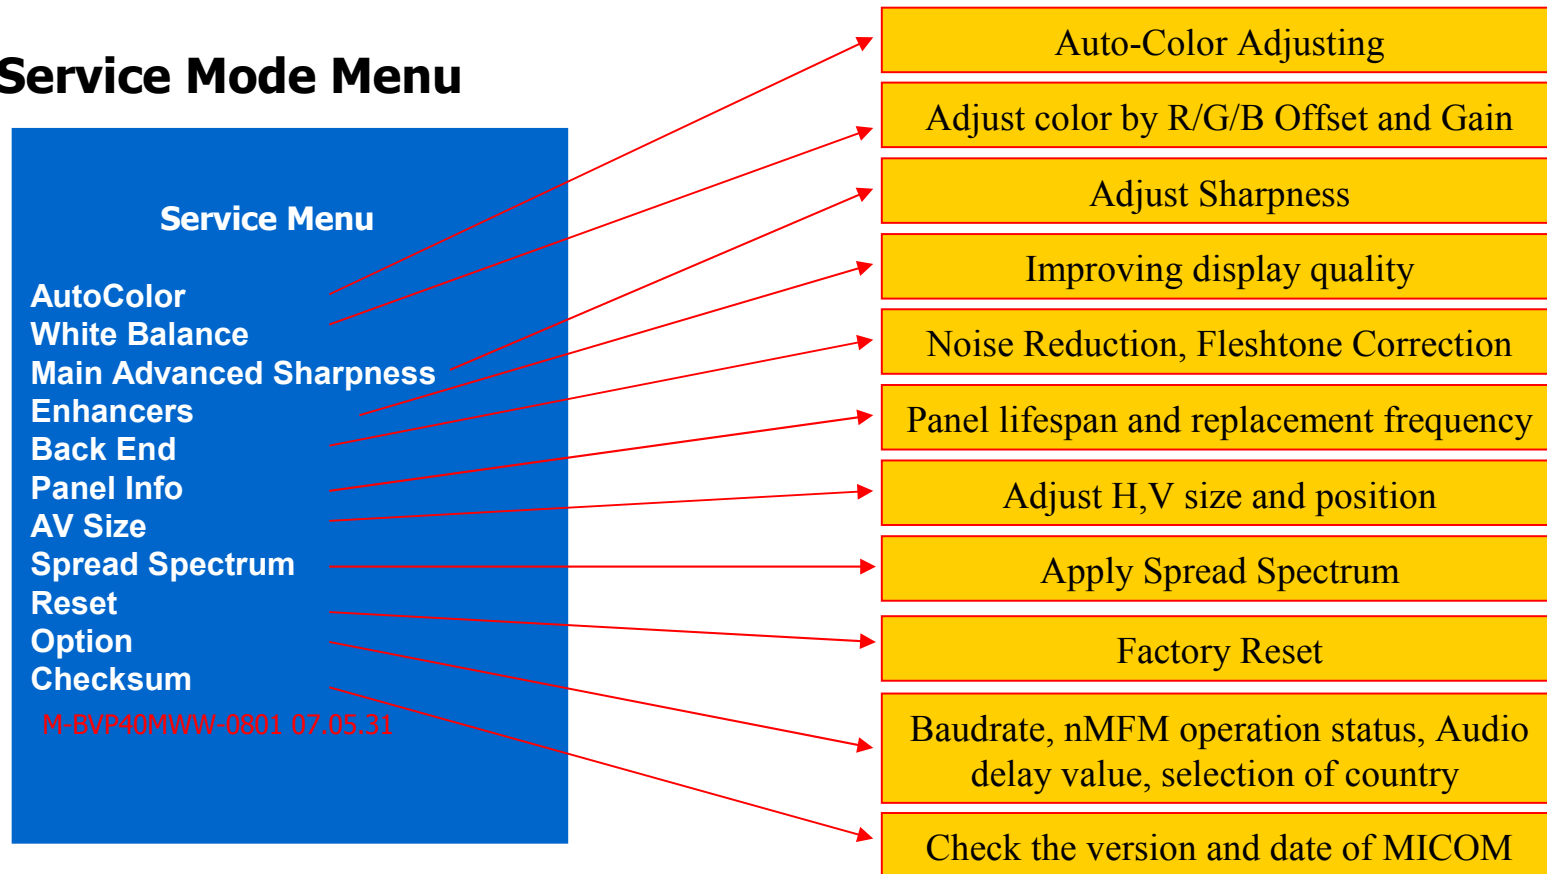 Service Mode Menu
Service Menu
AutoColor
White Balance
Main Advanced Sharpness
Enhancers
Back End
Panel Info
AV Size
Spread Spectrum
Reset
Option
Checksum
M-BVP40MWW-0801 07.05.31
Auto-Color Adjusting
Adjust color by R/G/B Offset and Gain
Adjust Sharpness
Improving display quality
Noise Reduction, Fleshtone Correction
Panel lifespan and replacement frequency
Adjust H,V size and position
Apply Spread Spectrum
Factory Reset
Baudrate, nMFM operation status, Audio
delay value, selection of country
Check the version and date of MICOM